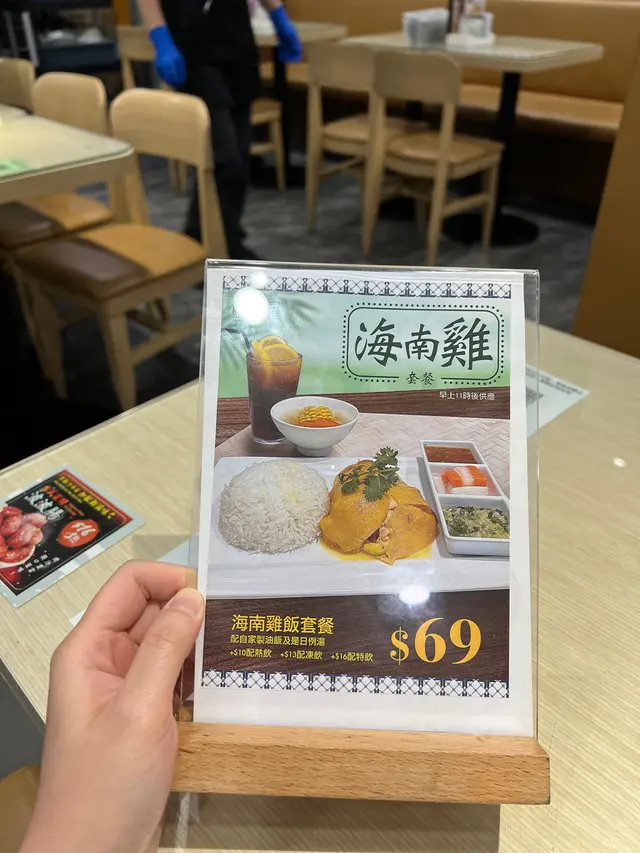 海南雞
套餐
早上11時後供應
海南雞飯套餐
配自家製油飯及是日例湯
+$10配熱飲 +$13配凍飲 +$16配特飲
$69